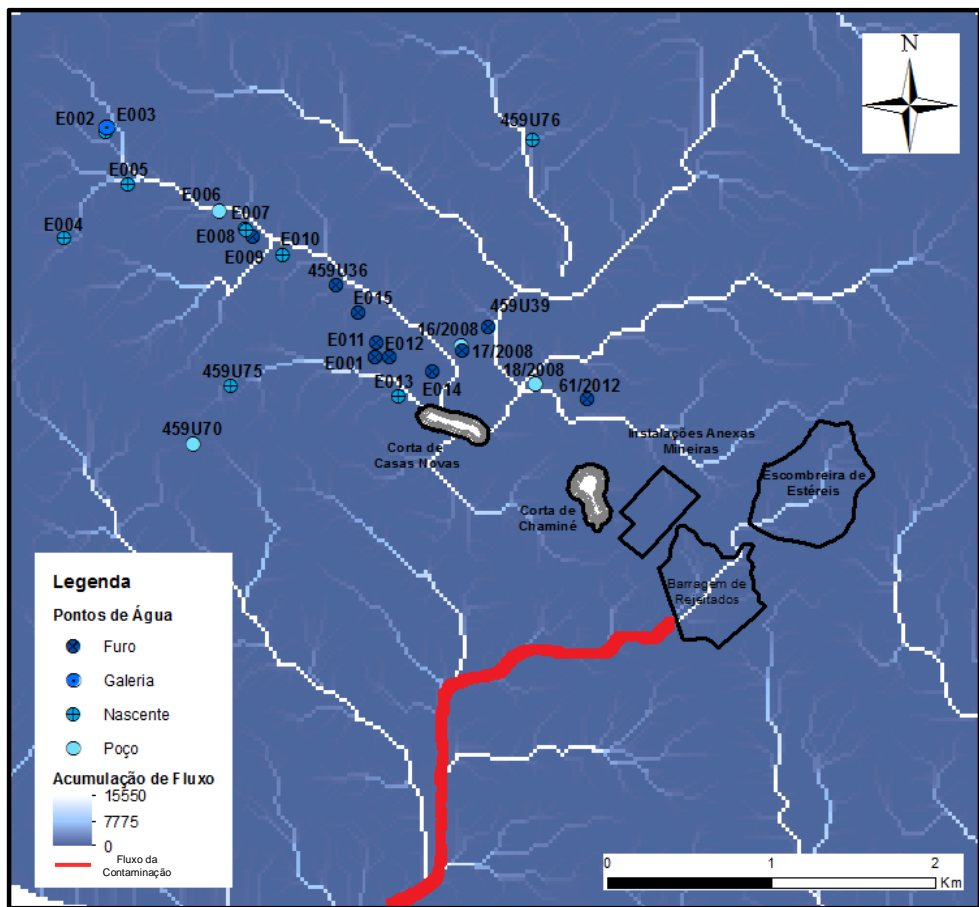 N
E002
E003
459U76
E005
E006
E007
E004
E008
E009
E010
459U36
E015
459U39
E011
E012
16/2008
17/2008
E001
18/2008
459U75
E013
E014
61/2012
459U70
Corta de
Casas Novas
Instalações Anexas
Mineiras
Escombreira de
Estéreis
Corta de
Chaminé
Barragem de
Rejeitados
Legenda
Pontos de Água
Furo
Galeria
Nascente
Poço
Acumulação de Fluxo
15550
7775
0
Fluxo da
Contaminação
0 1 2
Km